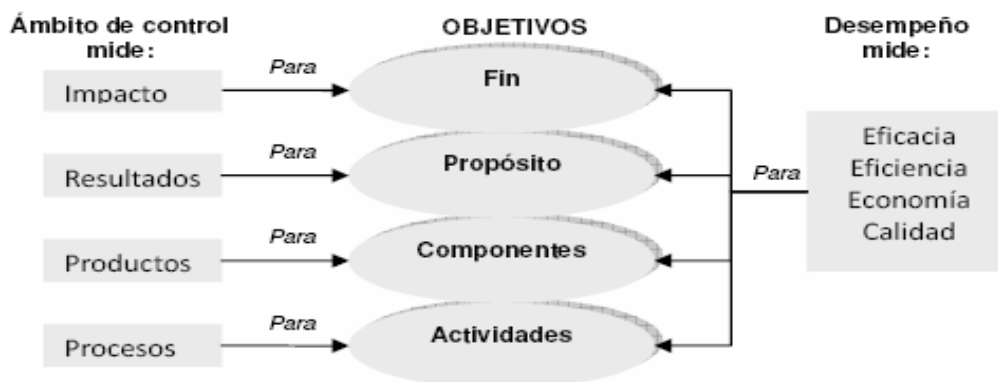 Ámbito de control
mide:
OBJETIVOS
Desempeño
mide:
Para
Impacto
Fin
Para
Resultados
Propósito
Para
Productos
Componentes
Para
Procesos
Actividades
Para
Eficacia
Eficiencia
Economía
Calidad